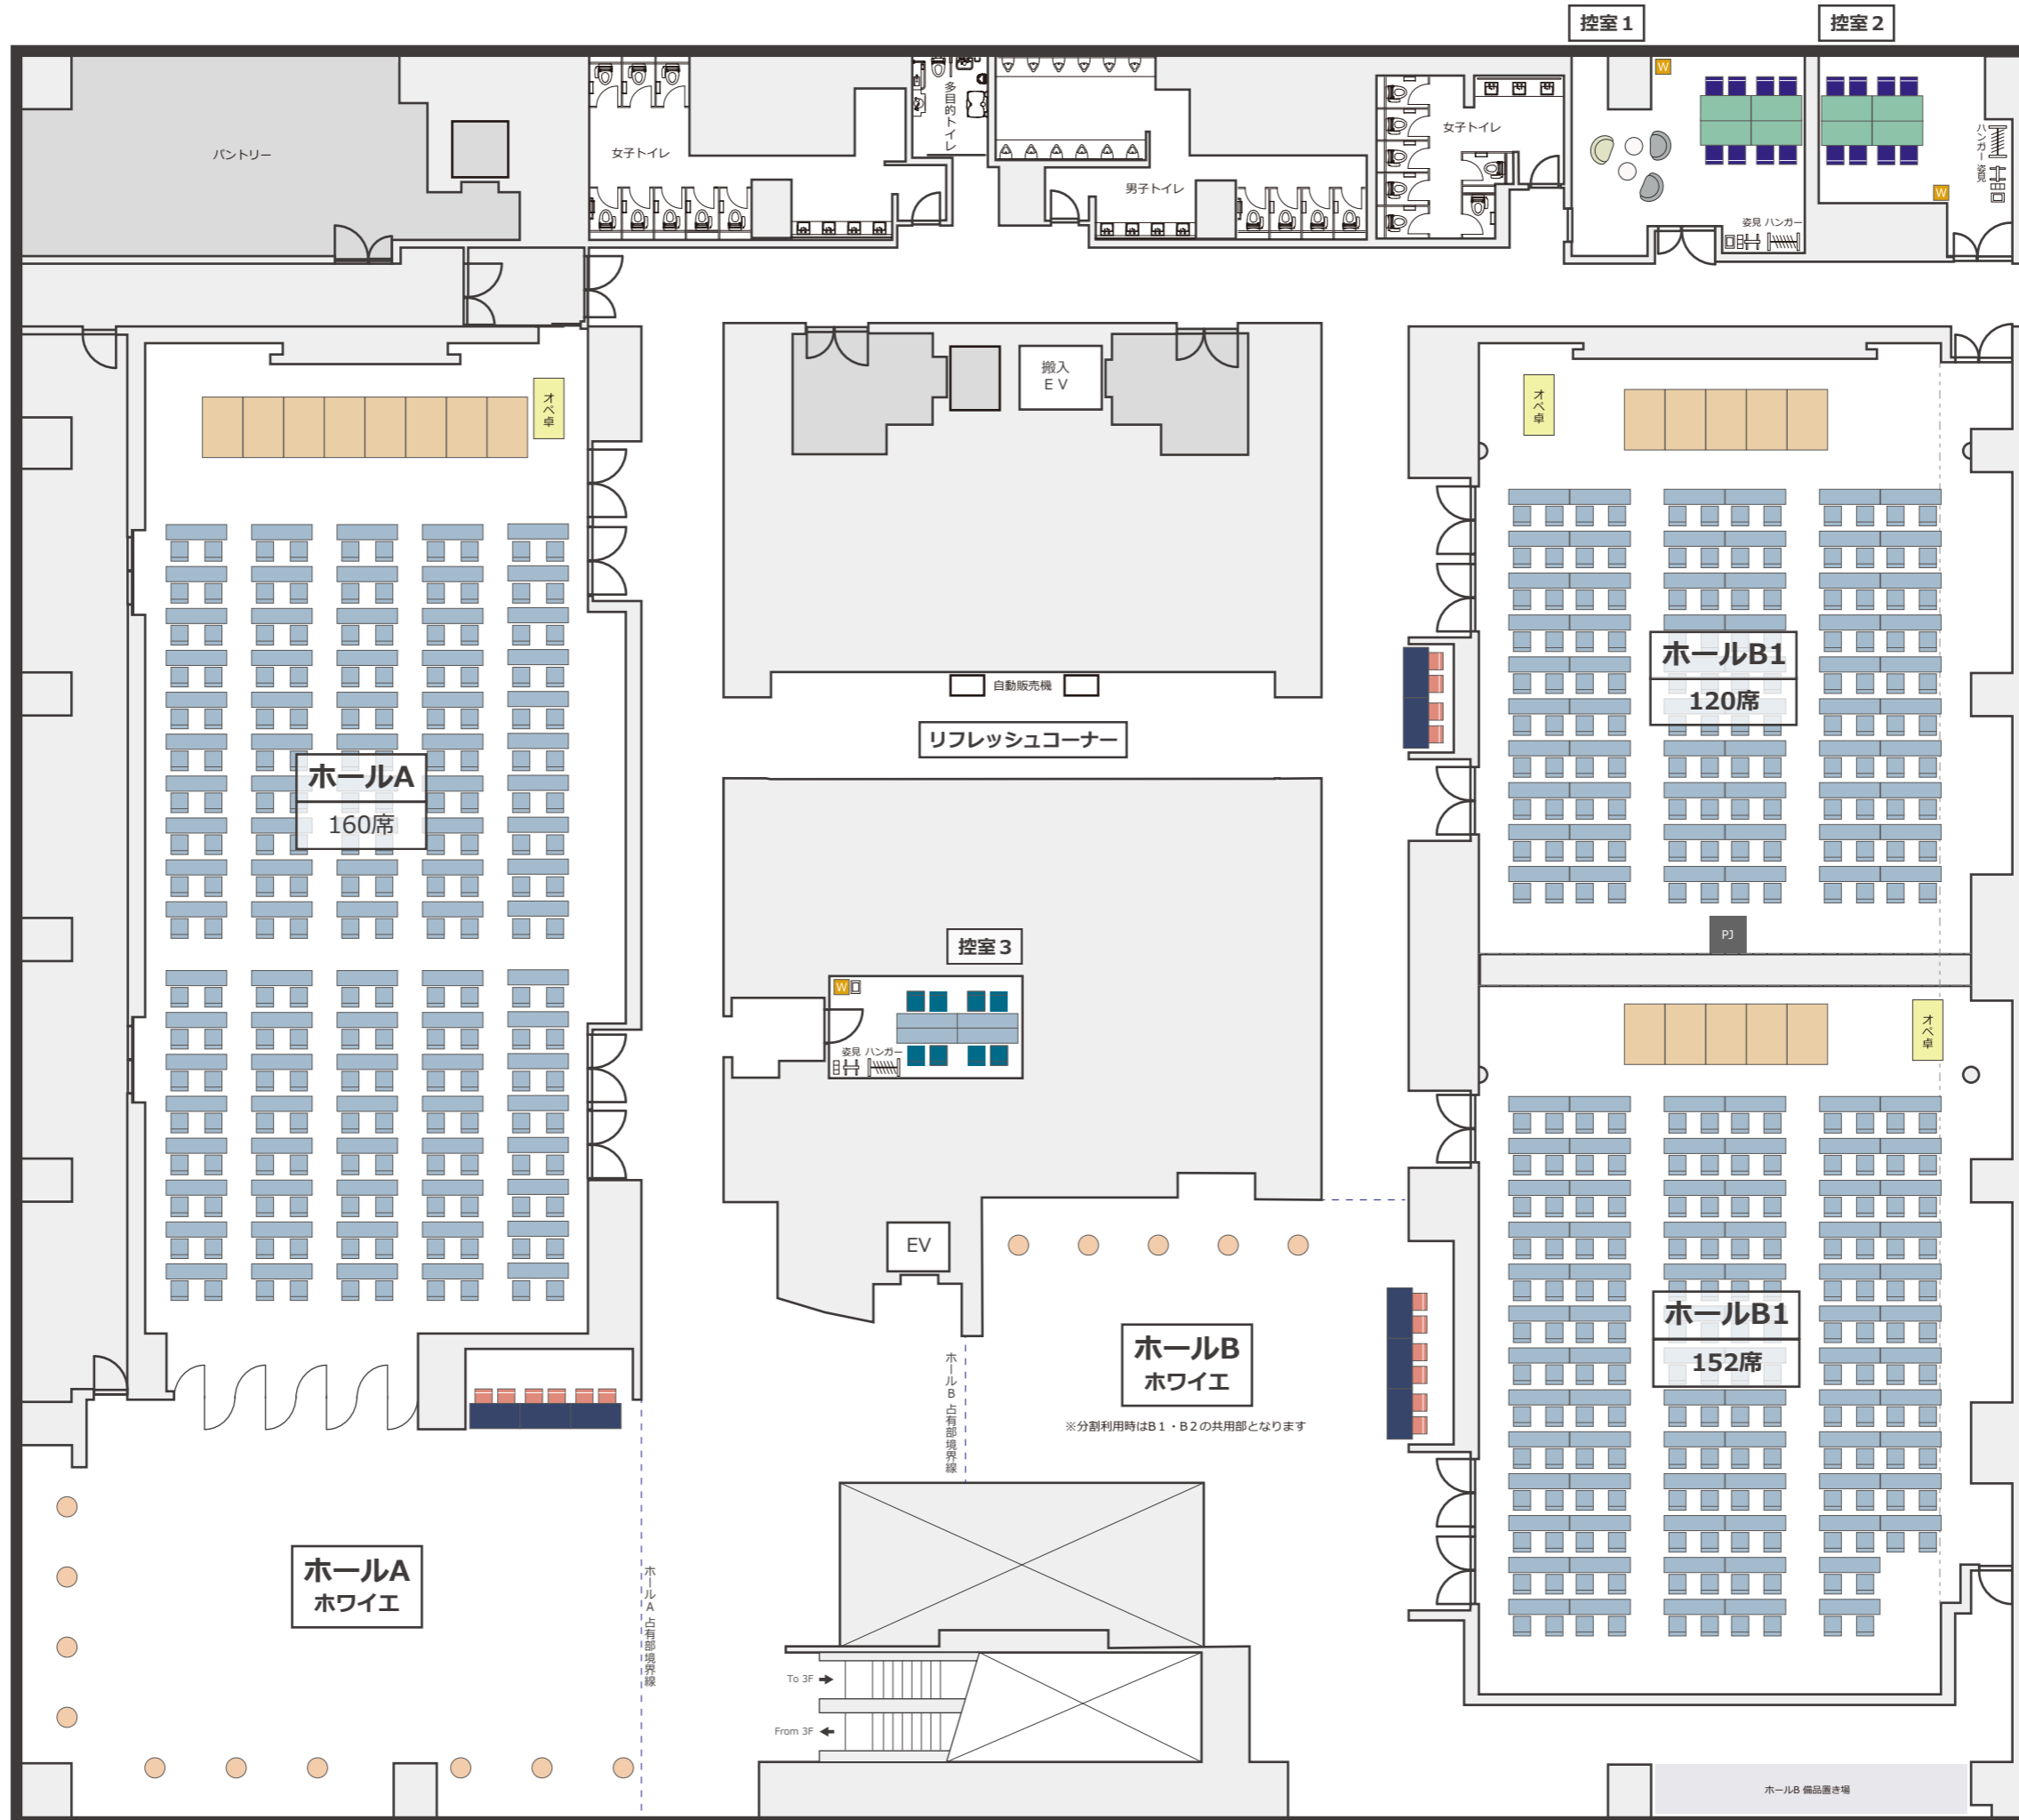 控室１
控室２
W
パントリー
女子トイレ
多目的トイレ
男子トイレ
女子トイレ
ハンガー 姿見
W
姿見 ハンガー
搬入
ＥＶ
オペ卓
オペ卓
ホールB1
120席
自動販売機
リフレッシュコーナー
ホールA
160席
PJ
控室３
W
姿見 ハンガー
オペ卓
EV
ホールB
ホワイエ
ホールB 占有部境界線
※分割利用時はB１・B２の共用部となります
ホールB1
152席
ホールA
ホワイエ
ホールA 占有部境界線
To 3F
From 3F
ホールB 備品置き場